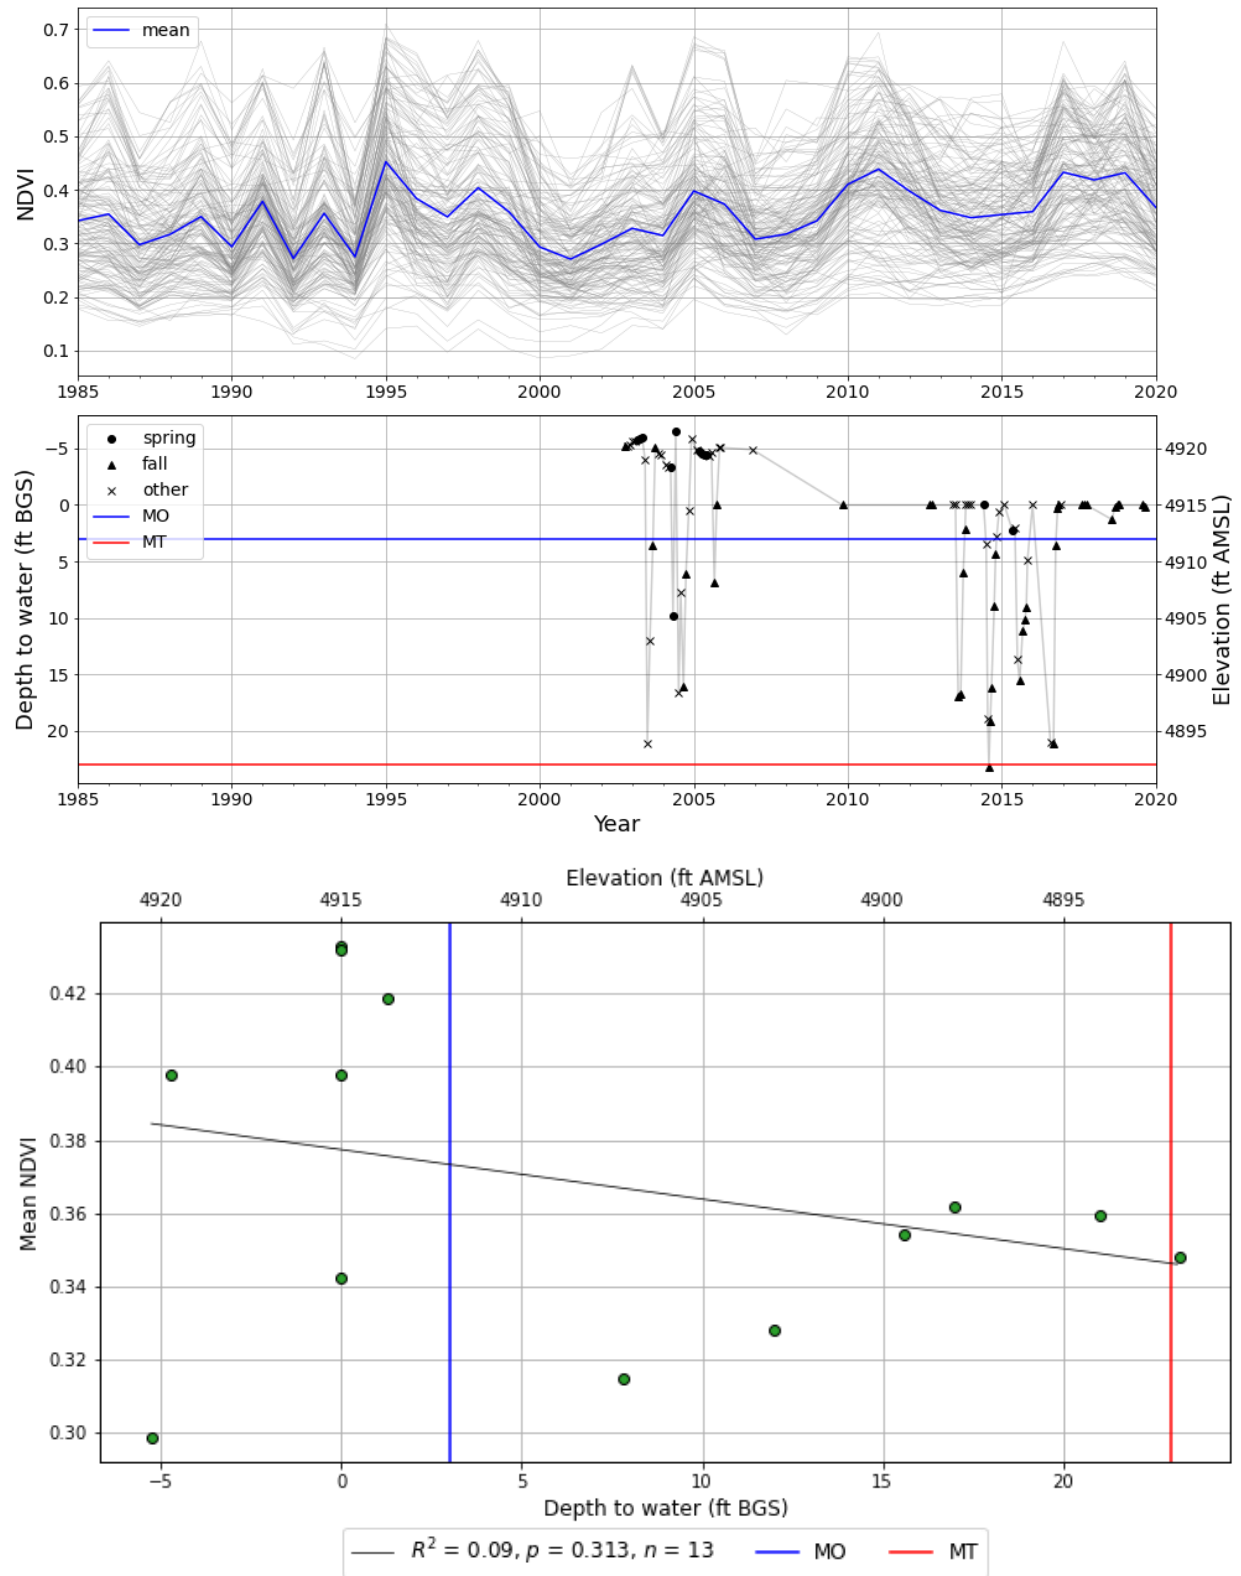 0.7
mean
0.6
0.5
0.4
0.3
0.2
0.1
NDVI
1985 1990 1995 2000 2005 2010 2015 2020
spring
fall
other
MO
MT
−5 4920
0 4915
5 4910
10 4905
15 4900
20 4895
Depth to water (ft BGS)
Elevation (ft AMSL)
1985 1990 1995 2000 2005 2010 2015 2020
Year
Elevation (ft AMSL)
4920 4915 4910 4905 4900 4895
0.42
0.40
0.38
0.36
0.34
0.32
0.30
Mean NDVI
−5 0 5 10 15 20
Depth to water (ft BGS)
R² = 0.09, p = 0.313, n = 13 MO MT